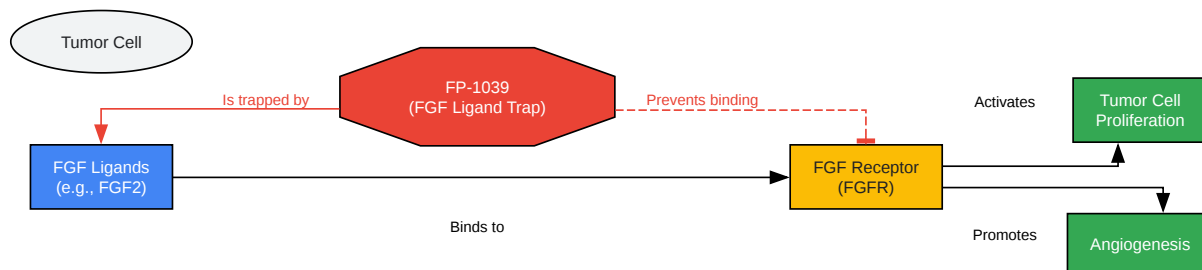 Tumor Cell
FP-1039
(FGF Ligand Trap)
Is trapped by
Prevents binding
Activates
Tumor Cell
Proliferation
FGF Ligands
(e.g., FGF2)
FGF Receptor
(FGFR)
Binds to
Promotes
Angiogenesis